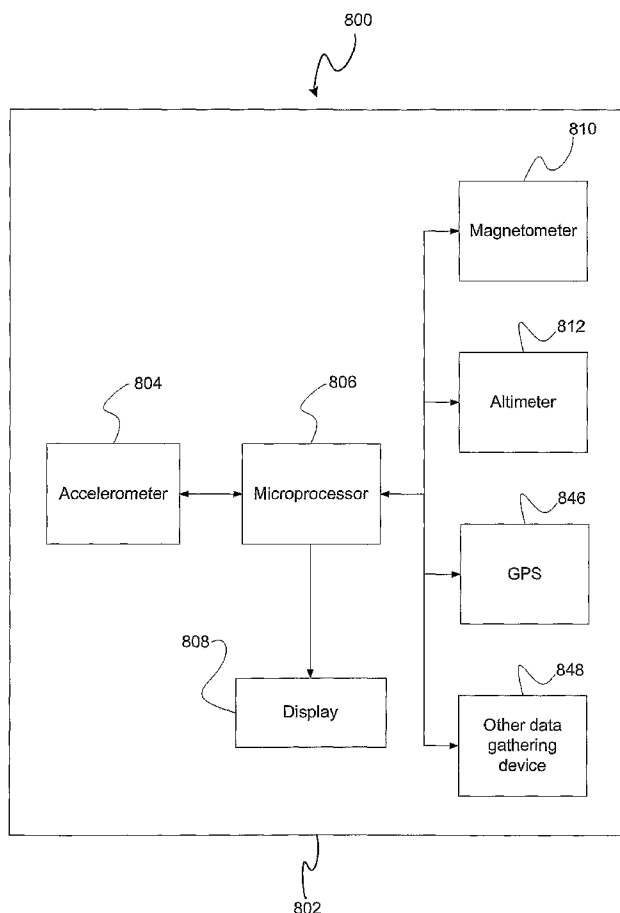 800
810
Magnetometer
812
Altimeter
804
806
Accelerometer
Microprocessor
846
GPS
808
Display
848
Other data
gathering
device
802